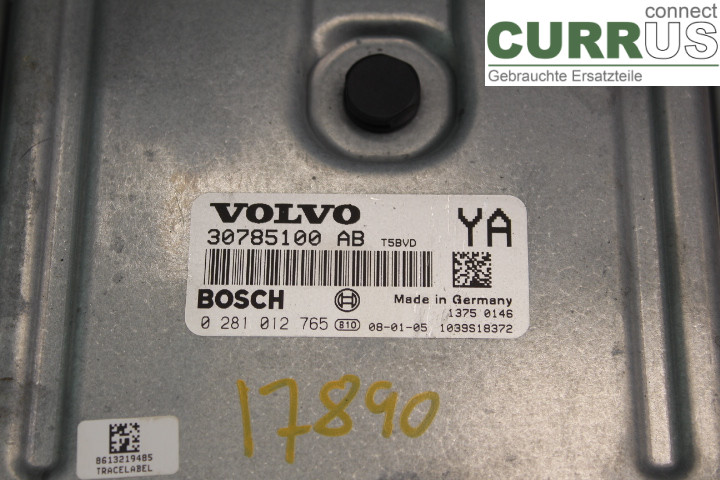 connect
CURRUS
Gebrauchte Ersatzteile
VOLVO
YA
30785100 AB T5BVD
BOSCH
Made in Germany
1375 0146
0 281 012 765 B10 08-01-05 1039S18372
17890
8613219485
TRACELABEL